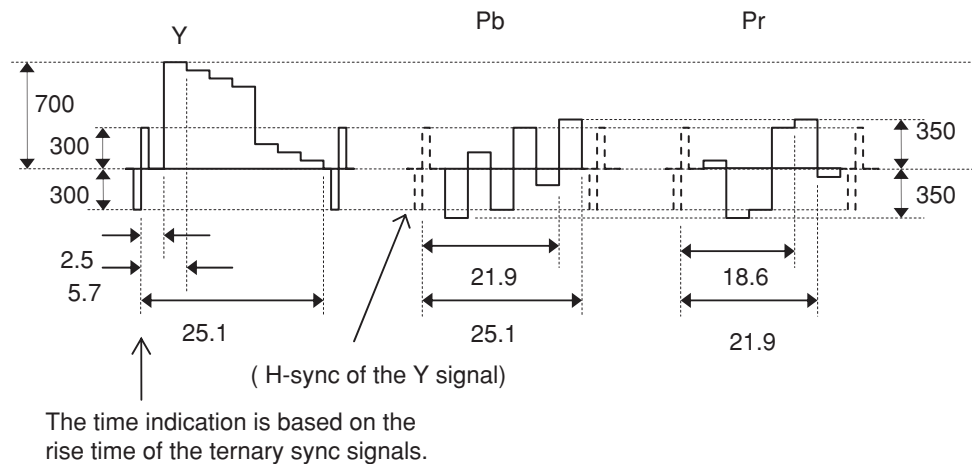 Y
Pb
Pr
700
300
300
350
350
2.5
5.7
25.1
21.9
25.1
18.6
21.9
( H-sync of the Y signal)
The time indication is based on the
rise time of the ternary sync signals.